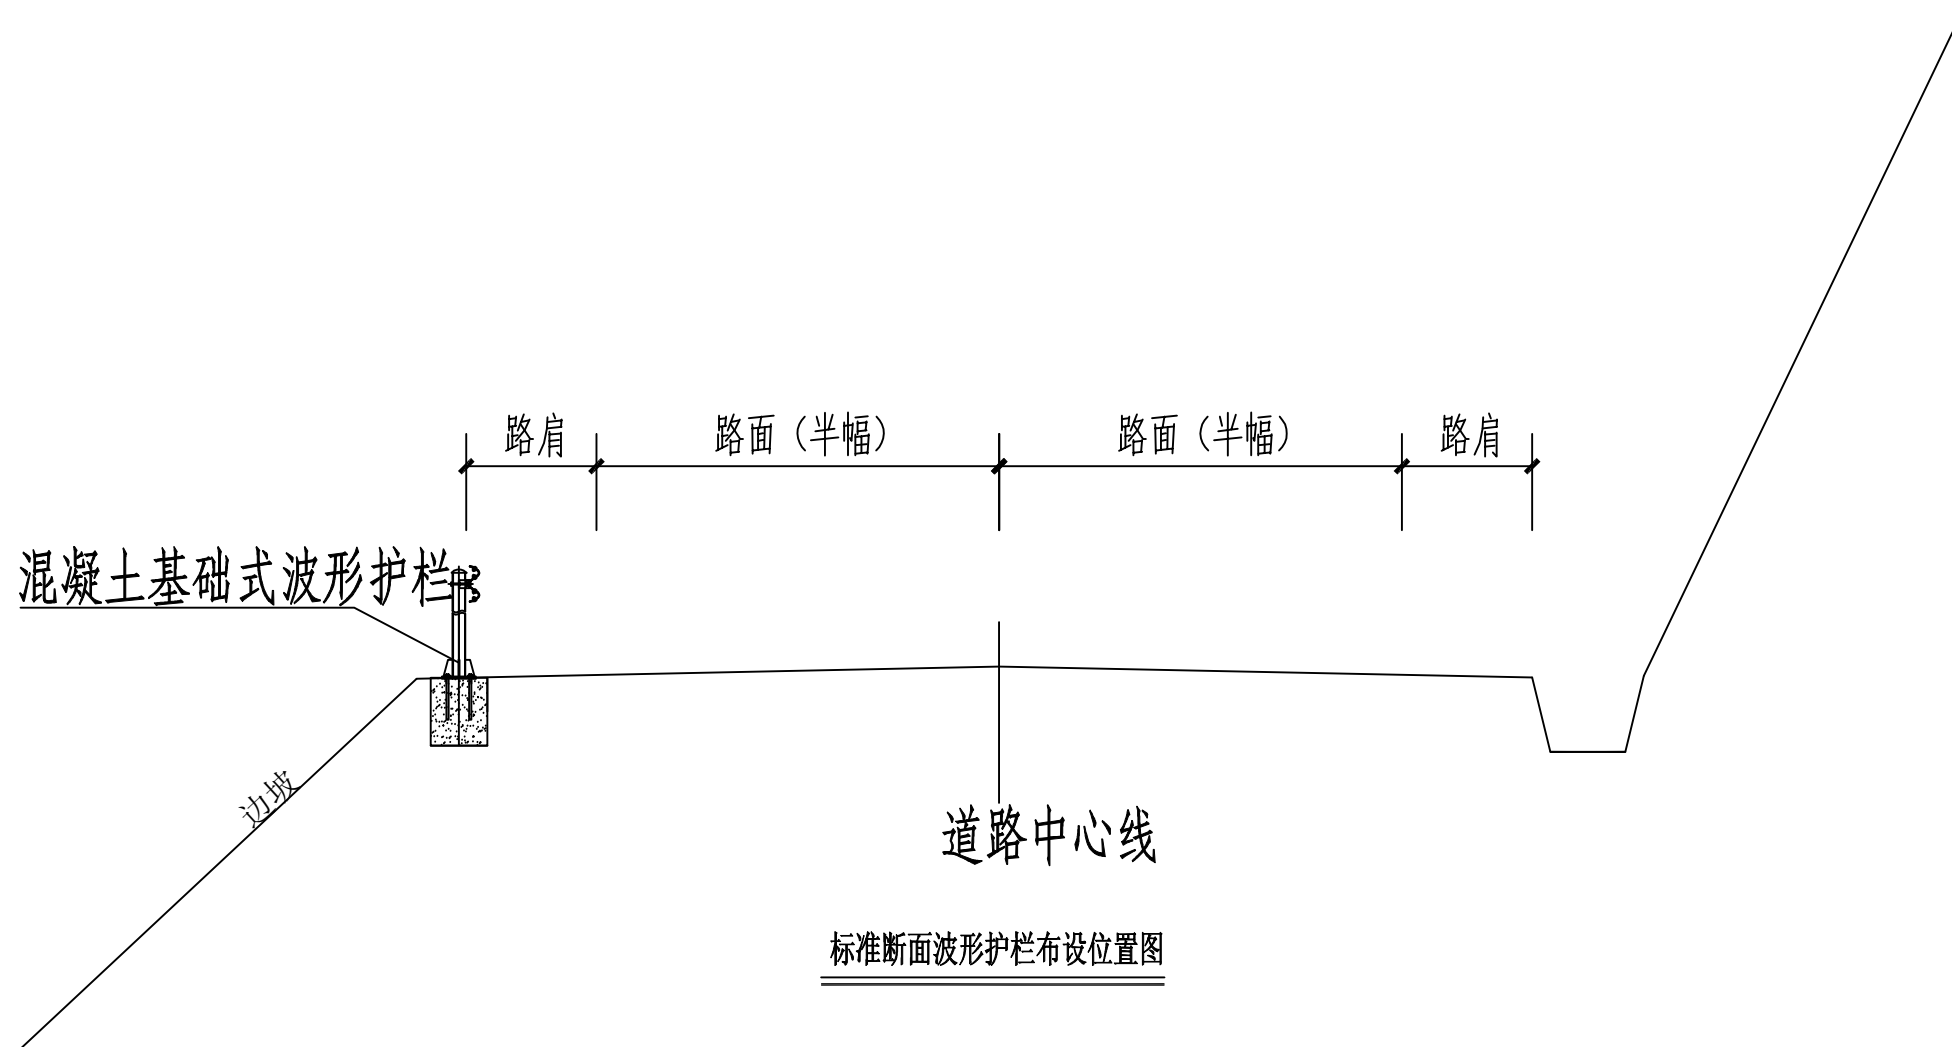 路肩
路面（半幅）
路面（半幅）
路肩
混凝土基础式波形护栏
边坡
道路中心线
标准断面波形护栏布设位置图